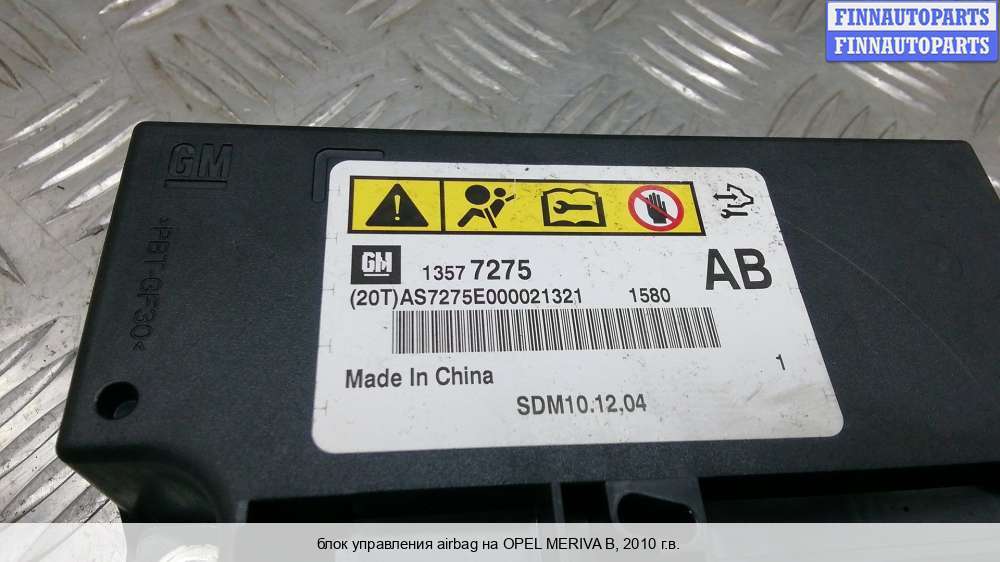 FINNAUTOPARTS
FINNAUTOPARTS
GM
>PBT-GF30<
GM 1357 7275 AB
(20T)AS7275E000021321 1580
Made In China 1
SDM10.12.04
блок управления airbag на OPEL MERIVA B, 2010 г.в.